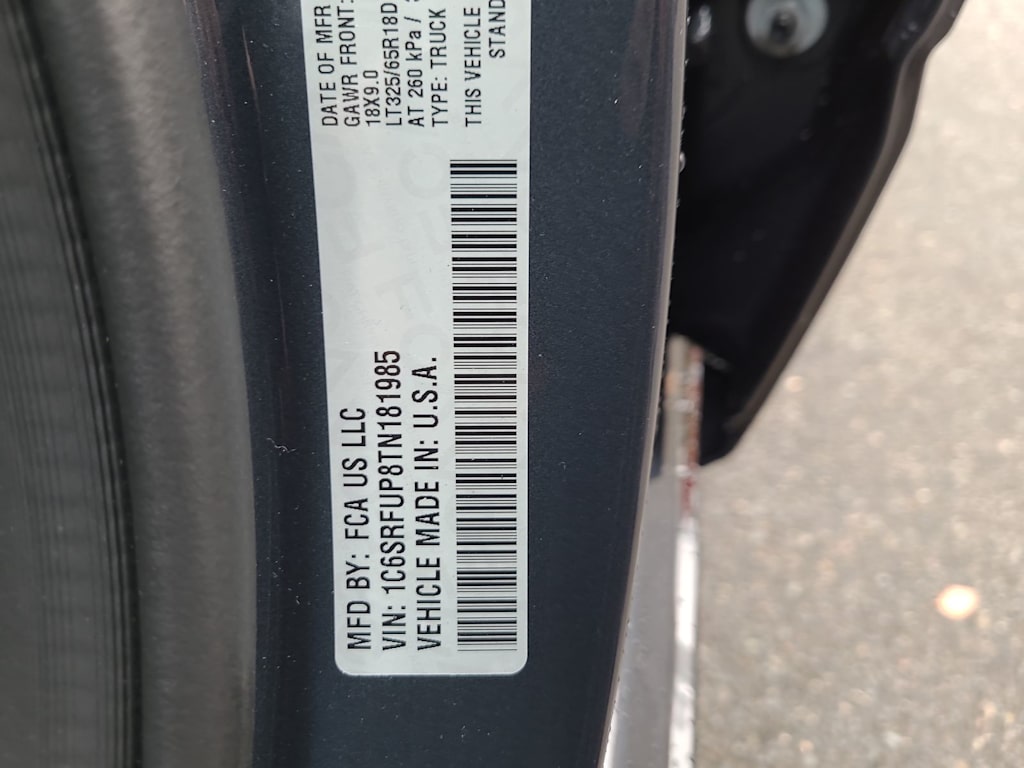 MFD BY: FCA US LLC
VIN: 1C6SRFUP8TN181985
VEHICLE MADE IN: U.S.A.
DATE OF MFR
GAWR FRONT:
18X9.0
LT325/65R18D
AT 260 kPa /
TYPE: TRUCK
THIS VEHICLE
STAND